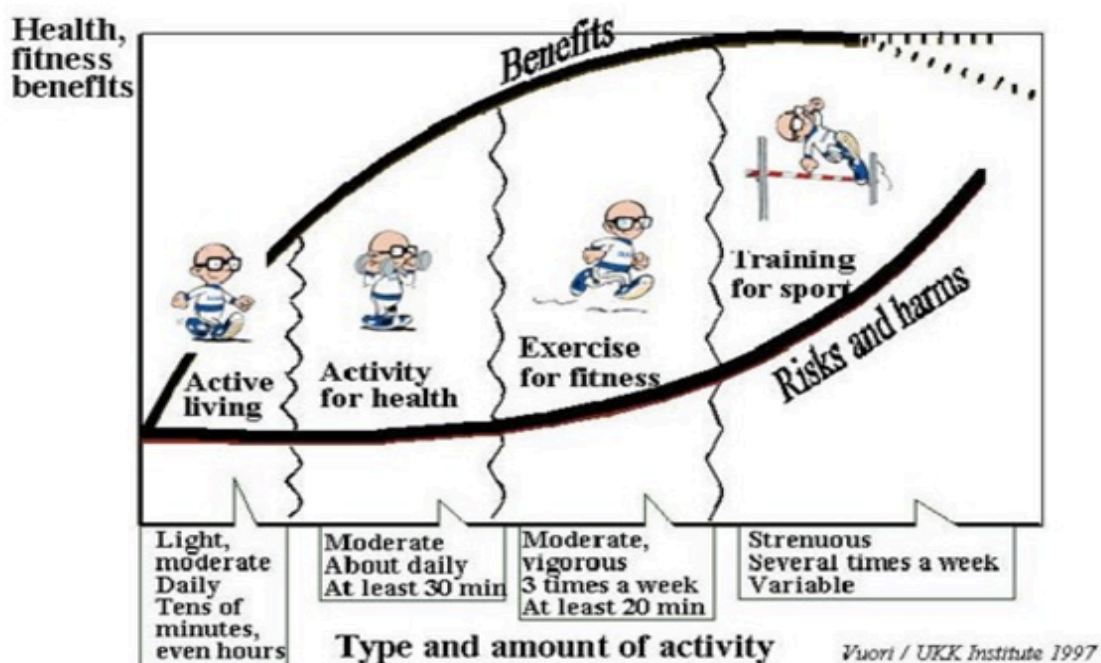 Health,
fitness
benefits
Benefits
Training
for sport
Risks and harms
Exercise
for fitness
Activity
for health
Active
living
Light,
moderate
Daily
Tens of
minutes,
even hours
Moderate
About daily
At least 30 min
Moderate,
vigorous
3 times a week
At least 20 min
Strenuous
Several times a week
Variable
Type and amount of activity
Vuori / UKK Institute 1997